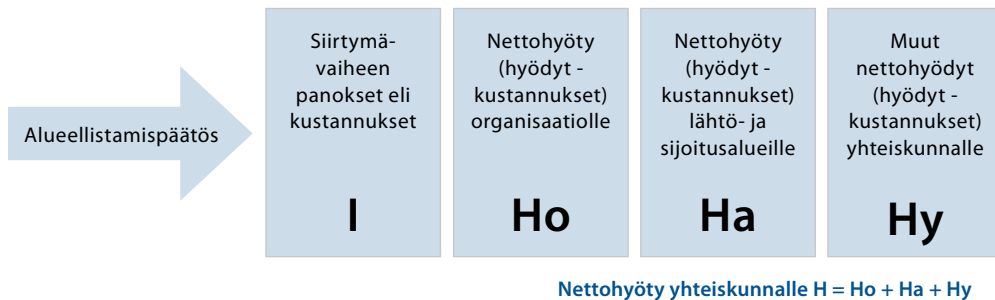 Alueellistamispäätös
Siirtymä-
vaiheen
panokset eli
kustannukset
I
Nettohyöty
(hyödyt -
kustannukset)
organisaatiolle
Ho
Nettohyöty
(hyödyt -
kustannukset)
lähtö- ja
sijoitusalueille
Ha
Muut
nettohyödyt
(hyödyt -
kustannukset)
yhteiskunnalle
Hy
Nettohyöty yhteiskunnalle H = Ho + Ha + Hy